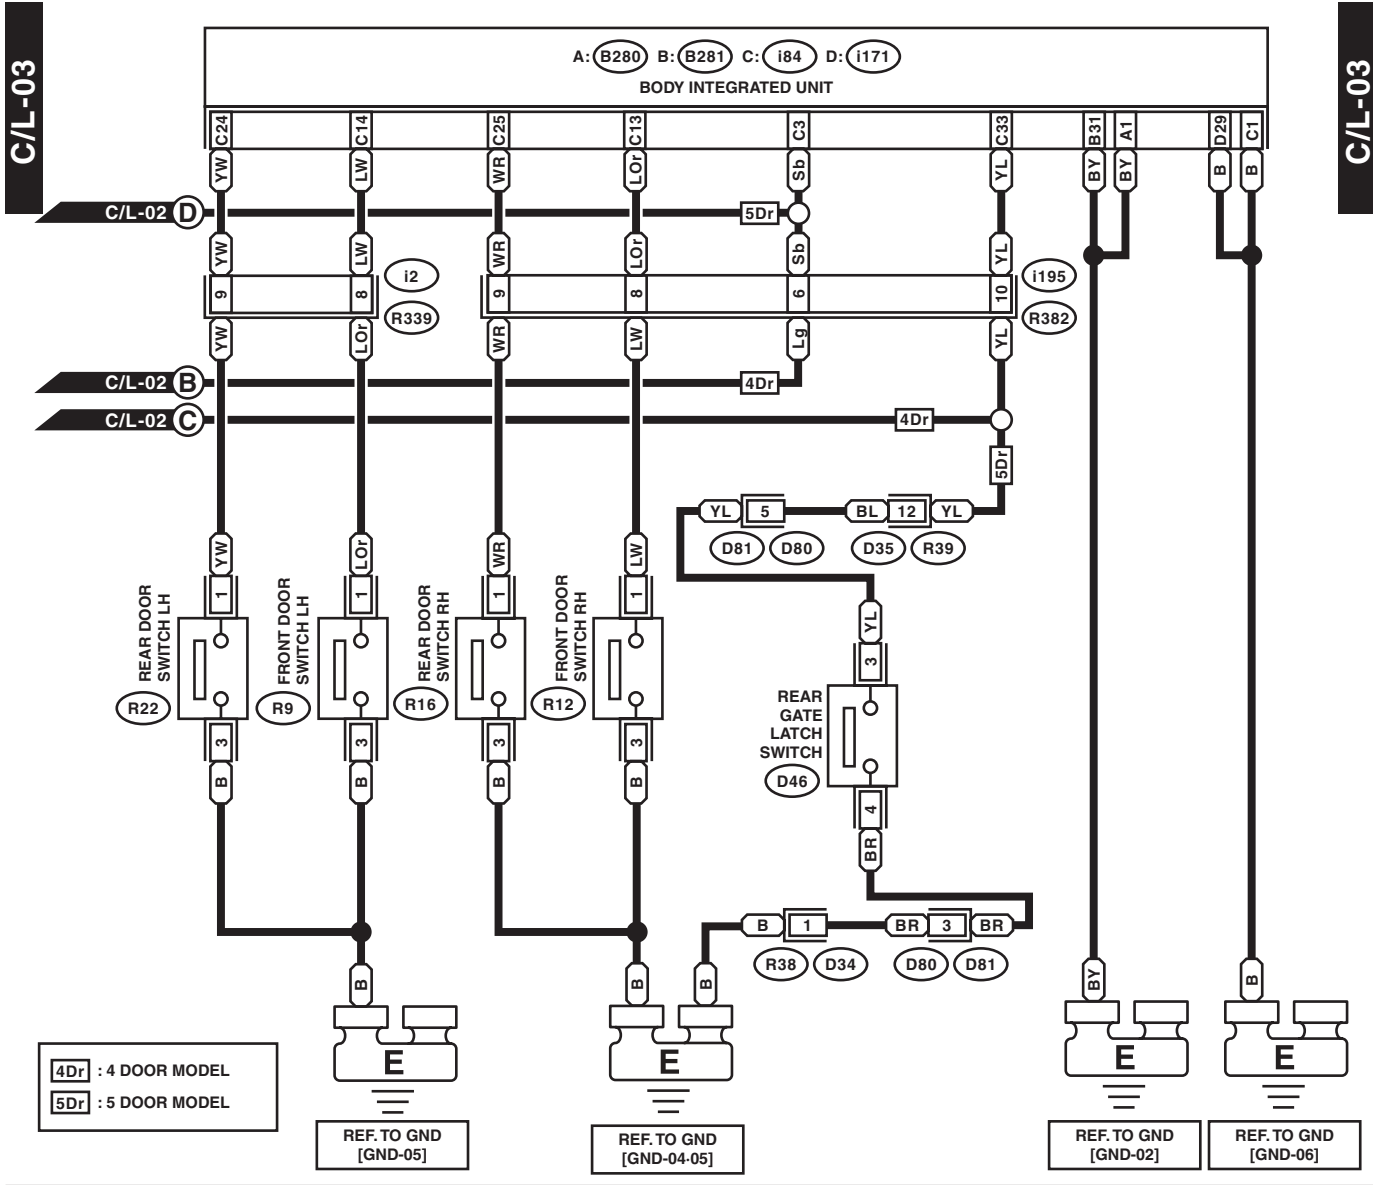 C/L-03
C/L-03
A: B280 B: B281 C: i84 D: i171
BODY INTEGRATED UNIT
C24 C14 C25 C13 C3 C33 B31 A1 D29 C1
YW LW WR LOr Sb YL BY BY B B
C/L-02 D
5Dr
YW LW WR LOr Sb YL
i2
i195
9 8 9 8 6 10
R339
R382
YW LOr WR LW Lg YL
C/L-02 B
4Dr
C/L-02 C
4Dr
5Dr
YL 5 BL 12 YL
D81 D80 D35 R39
YW LOr WR LW
1 1 1 1
YL
3
REAR DOOR
SWITCH LH
R22
FRONT DOOR
SWITCH LH
R9
REAR DOOR
SWITCH RH
R16
FRONT DOOR
SWITCH RH
R12
REAR
GATE
LATCH
SWITCH
D46
3 3 3 3
B B B B
4
BR
B 1 BR 3 BR
R38 D34 D80 D81
B B B BY B
E E E E
4Dr : 4 DOOR MODEL
5Dr : 5 DOOR MODEL
REF. TO GND
[GND-05]
REF. TO GND
[GND-04·05]
REF. TO GND
[GND-02]
REF. TO GND
[GND-06]